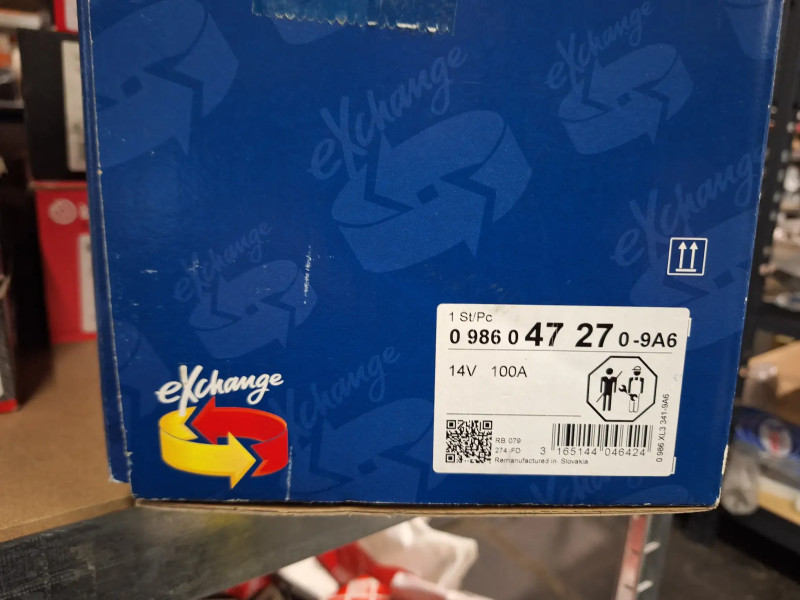 eXchange
eXchange
eXchange
eXchange
1 St/Pc
0 986 0 47 27 0-9A6
14V 100A
eXchange
RB 079
274 FD
3 165144 046424
Remanufactured in Slovakia
0 986 XL3 341-9A6